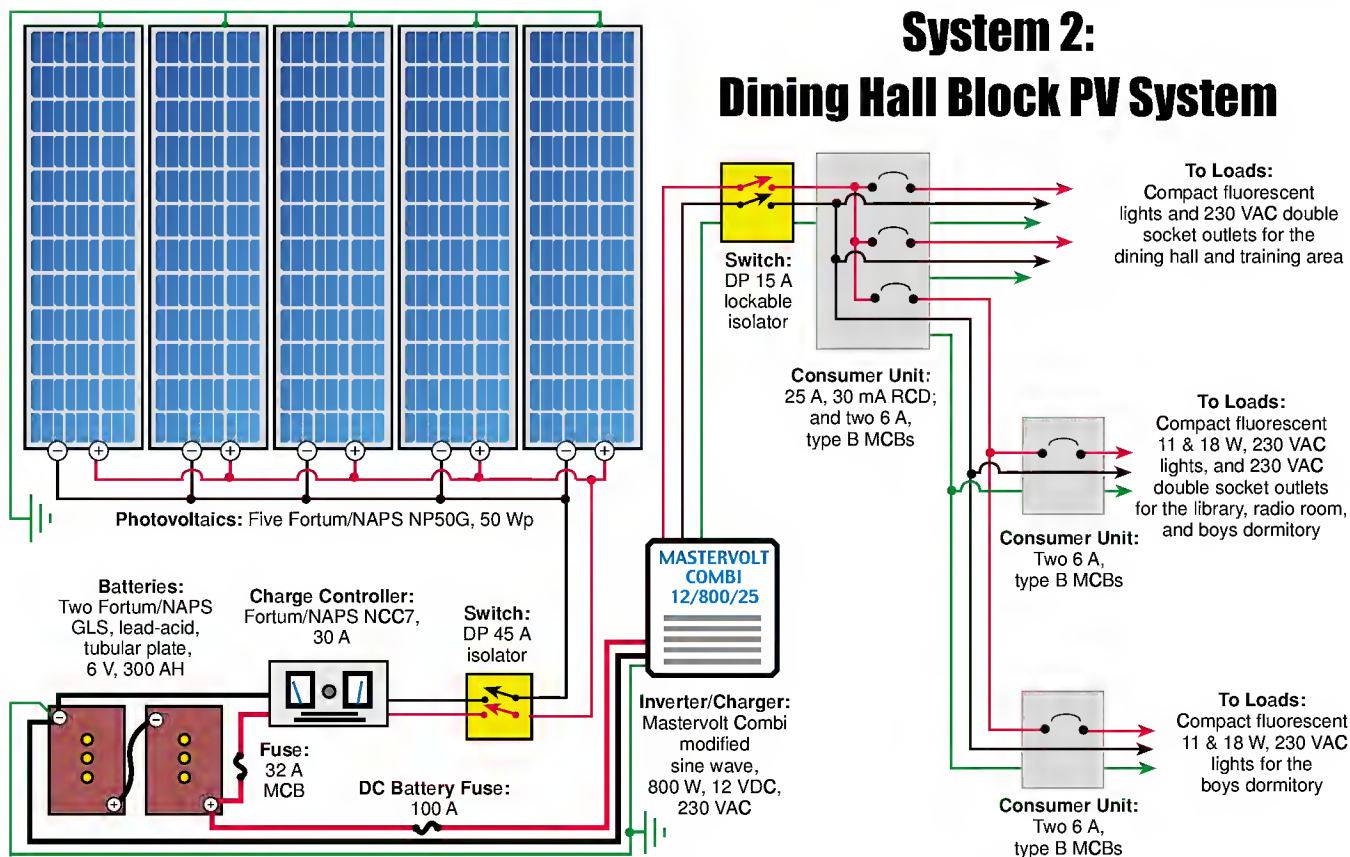 System 2:
Dining Hall Block PV System
To Loads:
Compact fluorescent
lights and 230 VAC double
socket outlets for the
dining hall and training area
Switch:
DP 15 A
lockable
isolator
Consumer Unit:
25 A, 30 mA RCD;
and two 6 A,
type B MCBs
To Loads:
Compact fluorescent
11 & 18 W, 230 VAC
lights, and 230 VAC
double socket outlets
for the library, radio room,
and boys dormitory
Consumer Unit:
Two 6 A,
type B MCBs
Photovoltaics: Five Fortum/NAPS NP50G, 50 Wp
MASTERVOLT
COMBI
12/800/25
Batteries:
Two Fortum/NAPS
GLS, lead-acid,
tubular plate,
6 V, 300 AH
Charge Controller:
Fortum/NAPS NCC7,
30 A
Switch:
DP 45 A
isolator
Inverter/Charger:
Mastervolt Combi
modified
sine wave,
800 W, 12 VDC,
230 VAC
Fuse:
32 A
MCB
DC Battery Fuse:
100 A
To Loads:
Compact fluorescent
11 & 18 W, 230 VAC
lights for the
boys dormitory
Consumer Unit:
Two 6 A,
type B MCBs